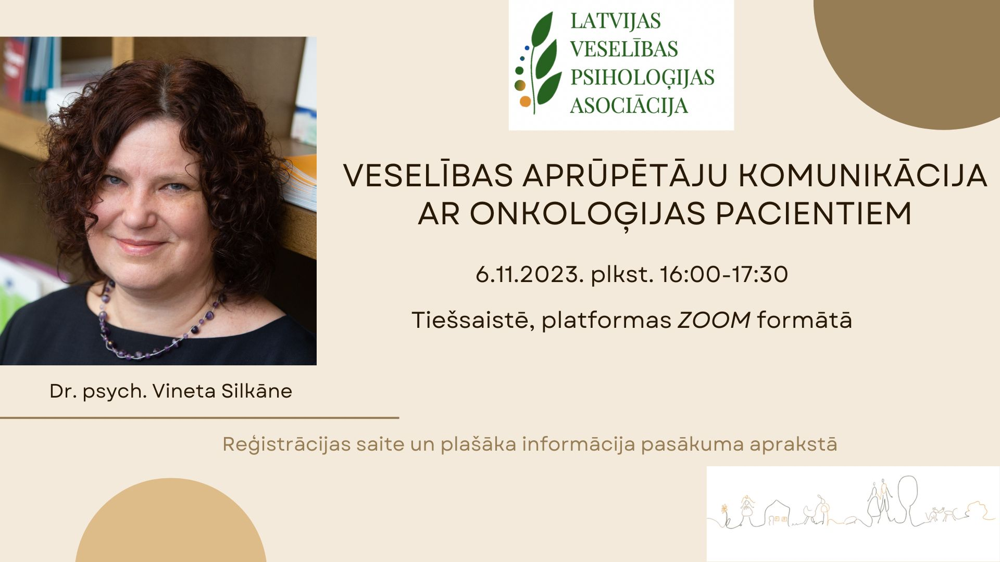 LATVIJAS
VESELĪBAS
PSIHOLOĢIJAS
ASOCIĀCIJA
VESELĪBAS APRŪPĒTĀJU KOMUNIKĀCIJA
AR ONKOLOĢIJAS PACIENTIEM
6.11.2023. plkst. 16:00-17:30
Tiešsaistē, platformas ZOOM formātā
Dr. psych. Vineta Silkāne
Reģistrācijas saite un plašāka informācija pasākuma aprakstā